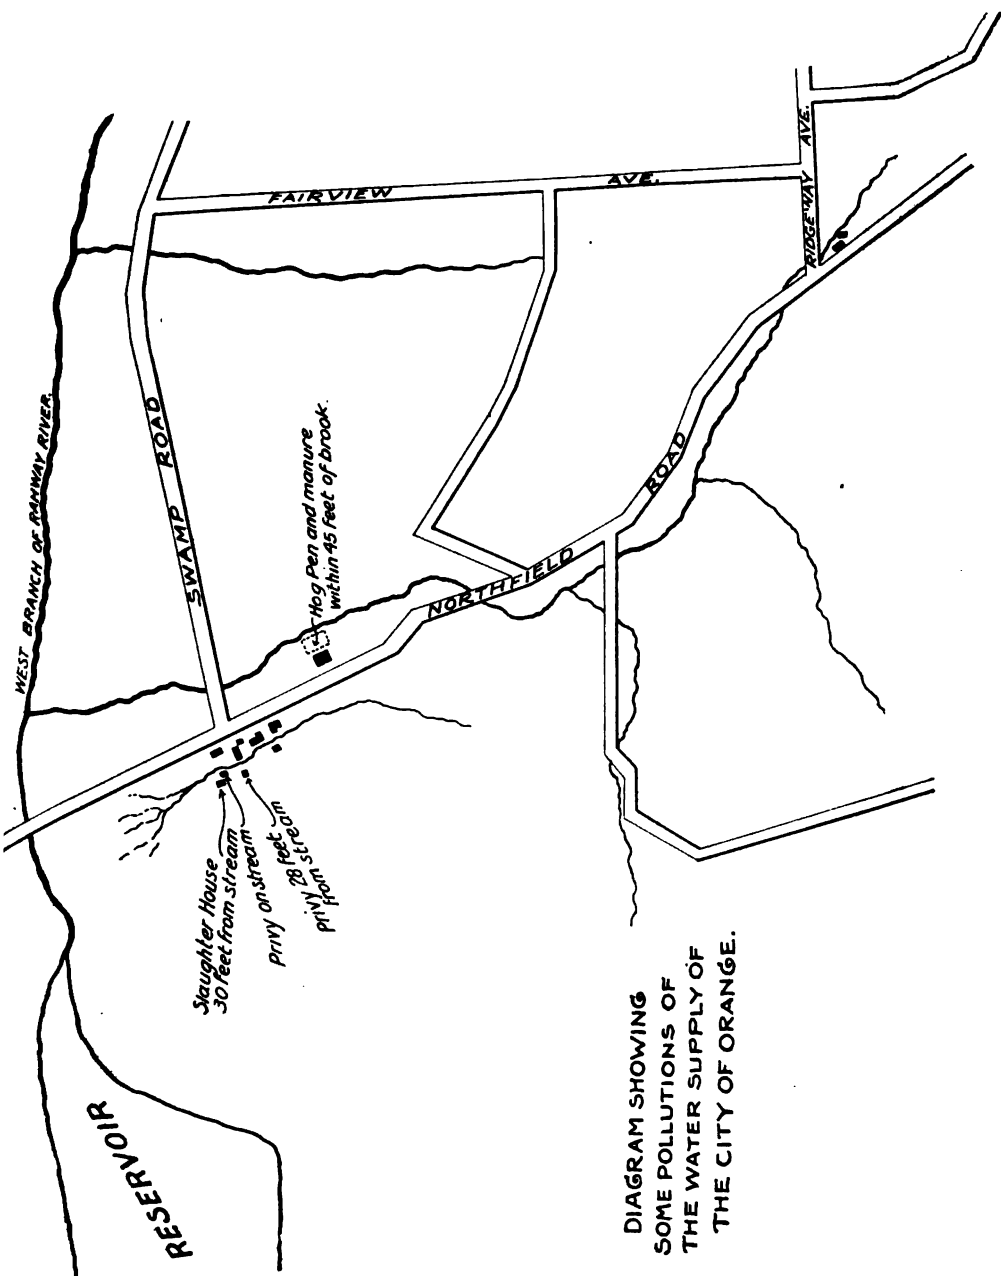 DIAGRAM SHOWING
SOME POLLUTIONS OF
THE WATER SUPPLY OF
THE CITY OF ORANGE.
RESERVOIR
WEST BRANCH OF RAHWAY RIVER.
SWAMP ROAD
FAIRVIEW AVE.
RIDGEWAY AVE.
NORTHFIELD ROAD
Hog Pen and manure
within 45 feet of brook.
Slaughter House
30 feet from stream
privy on stream
privy 28 feet
from stream